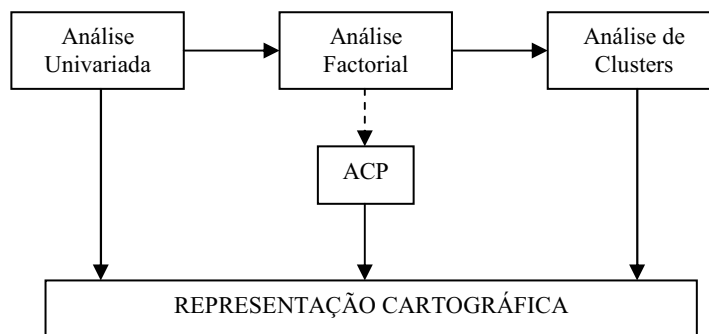 Análise
Univariada
Análise
Factorial
Análise de
Clusters
ACP
REPRESENTAÇÃO CARTOGRÁFICA